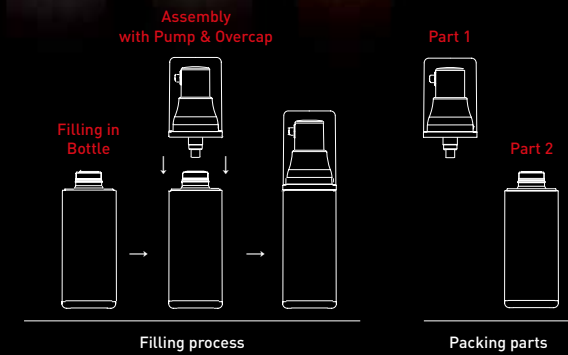 Assembly
with Pump & Overcap
Filling in
Bottle
Part 1
Part 2
Filling process
Packing parts